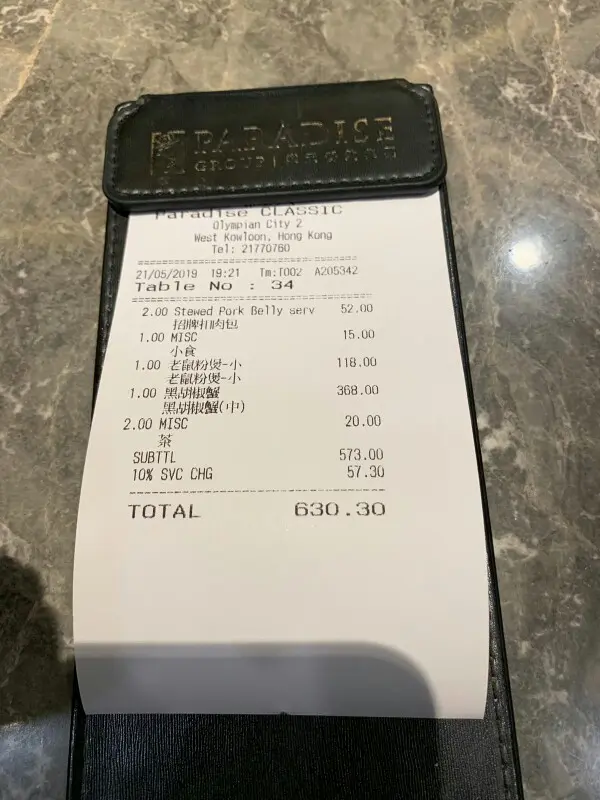 PARADISE
GROUP
Paradise CLASSIC
Olympian City 2
West Kowloon, Hong Kong
Tel: 21770760
21/05/2019 19:21 Tm:T002 A205342
Table No : 34
2.00 Stewed Pork Belly serv 52.00
招牌扣肉包
1.00 MISC 15.00
小食
1.00 老鼠粉煲-小 118.00
老鼠粉煲-小
1.00 黑胡椒蟹 368.00
黑胡椒蟹(中)
2.00 MISC 20.00
茶
SUBTTL 573.00
10% SVC CHG 57.30
TOTAL 630.30